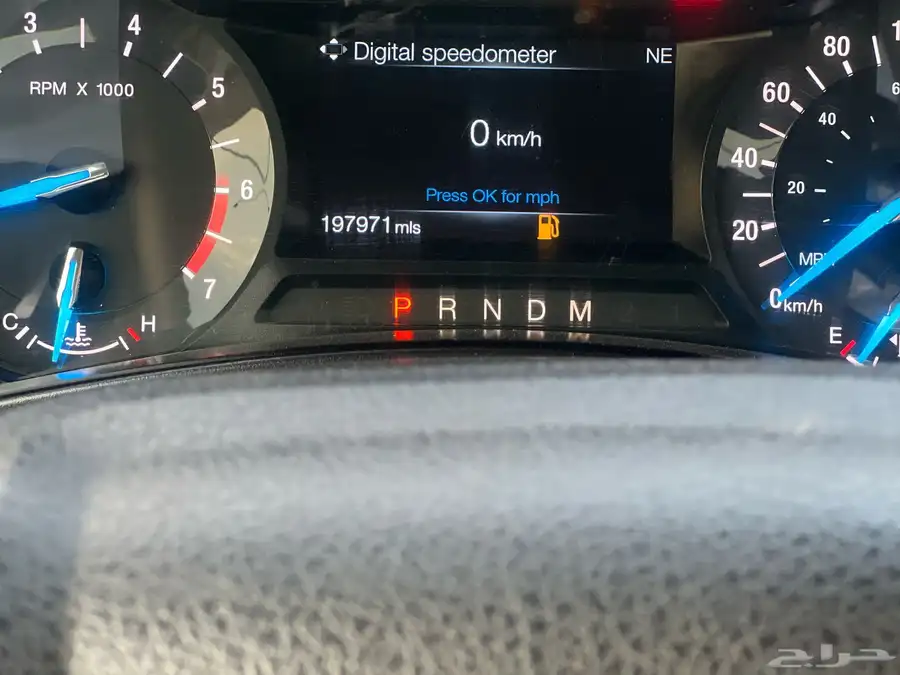 3
4
5
6
7
RPM X 1000
C
H
Digital speedometer
NE
0 km/h
Press OK for mph
197971 mls
P R N D M
80
60
40
20
0
km/h
40
20
E
حراج